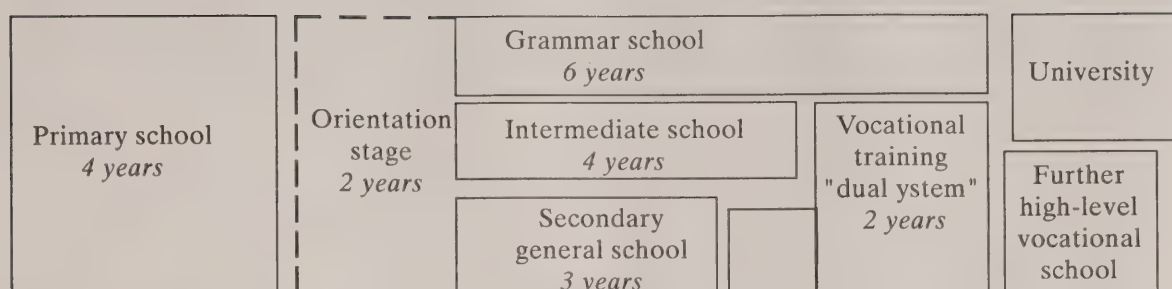 Primary school
4 years
Orientation
stage
2 years
Grammar school
6 years
Intermediate school
4 years
Secondary
general school
3 years
Vocational
training
"dual ystem"
2 years
University
Further
high-level
vocational
school